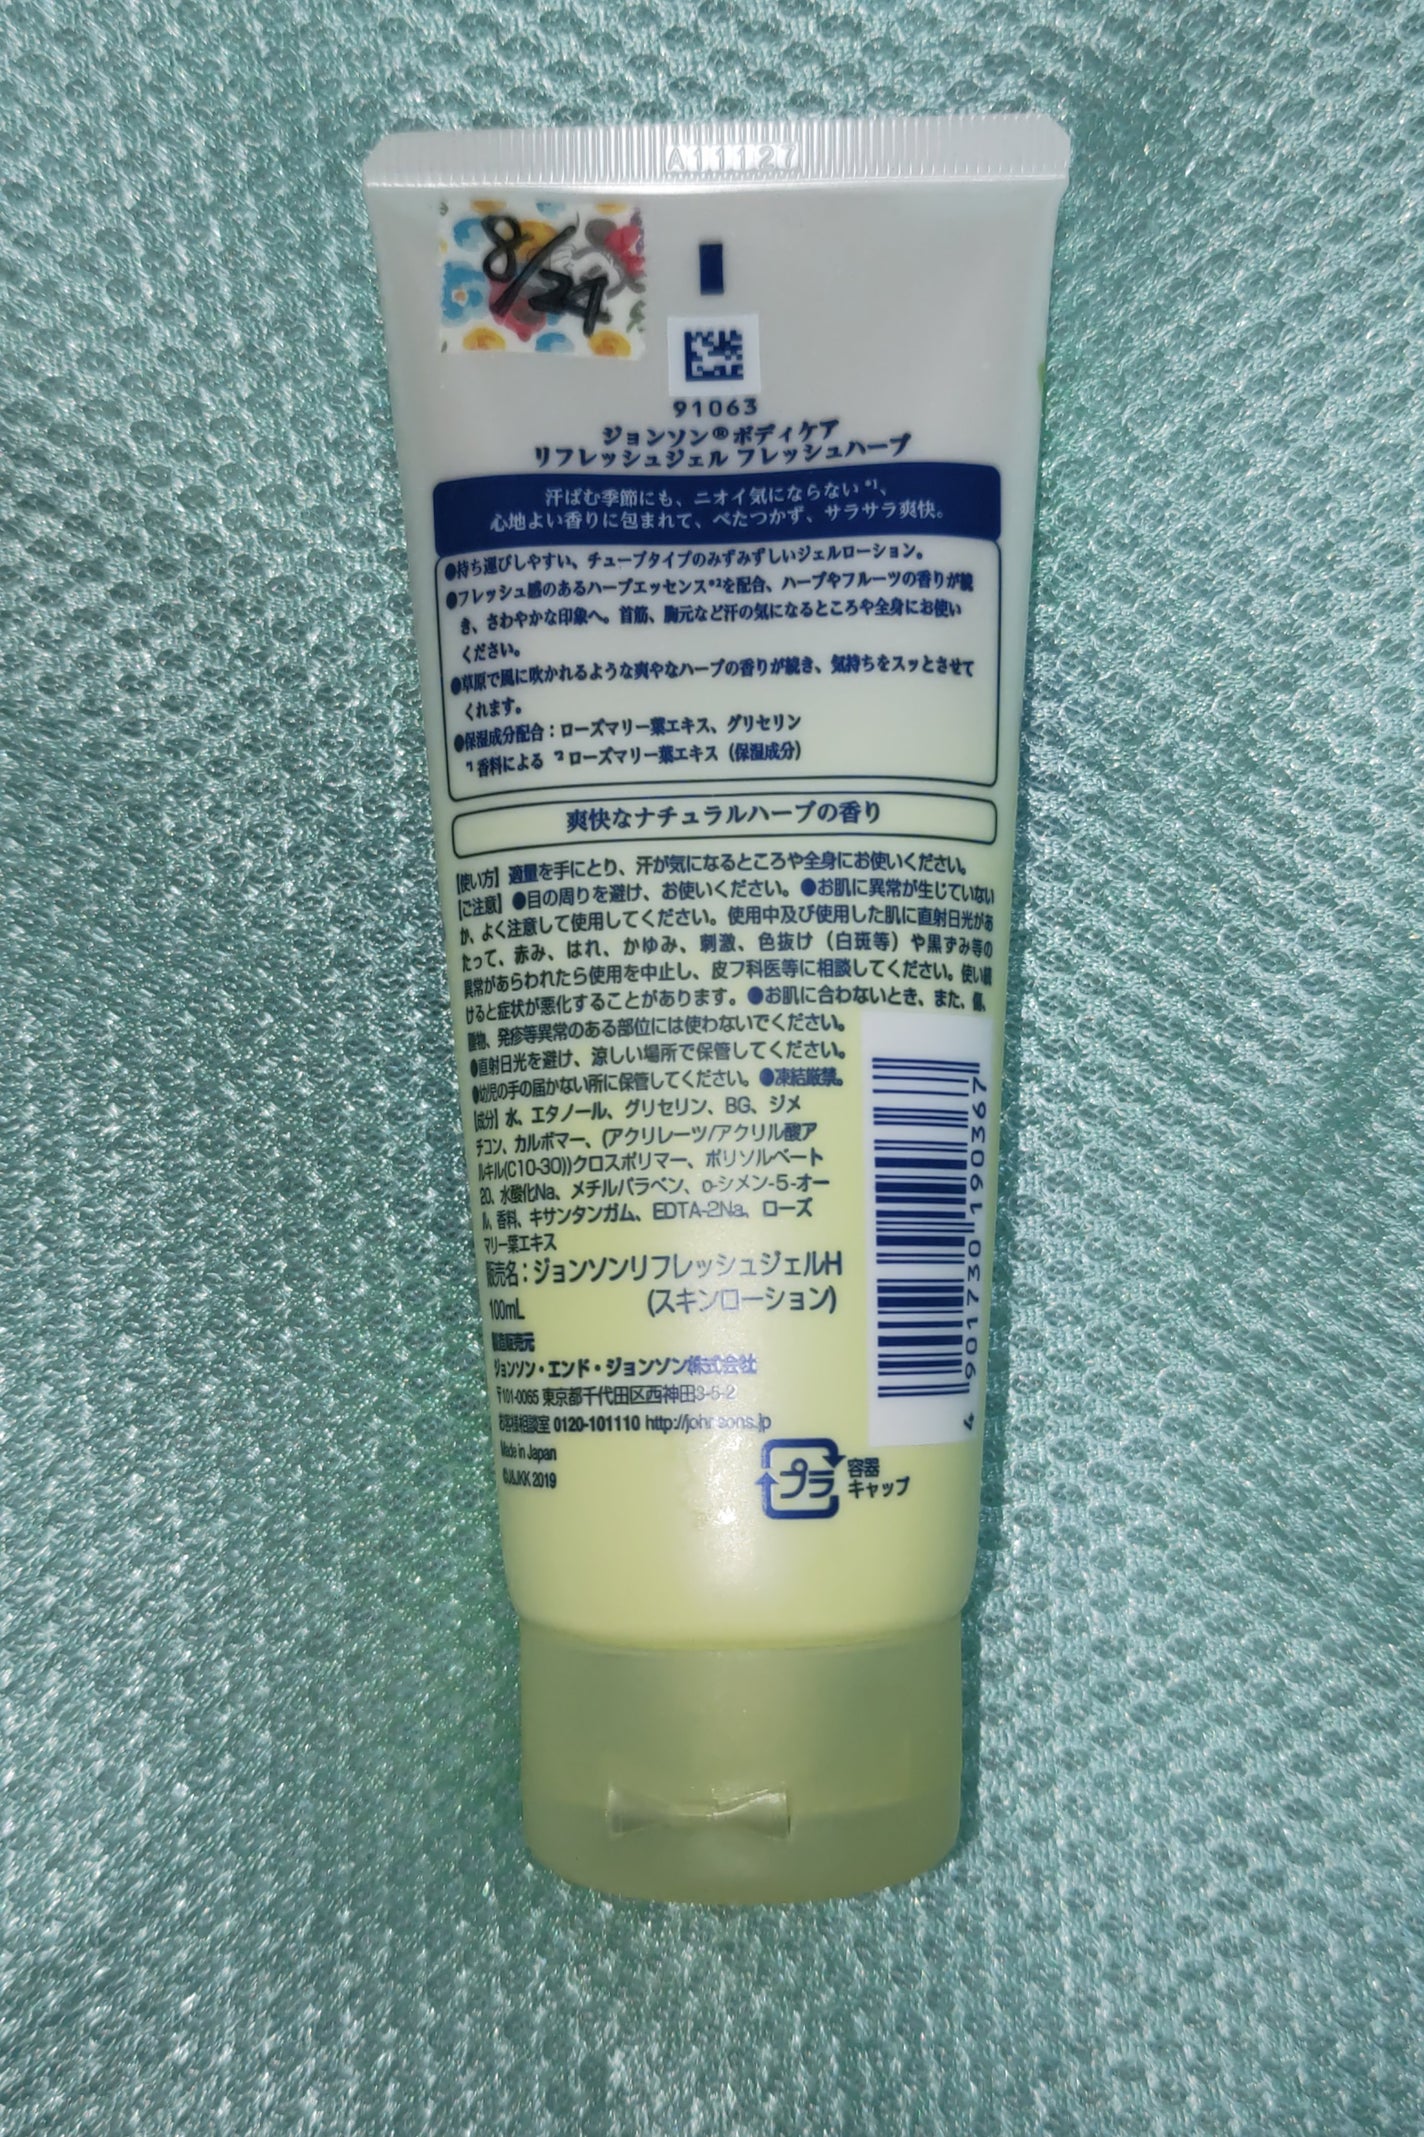 A11127
8/24
91063
ジョンソン®ボディケア
リフレッシュジェル フレッシュハーブ
汗ばむ季節にも、ニオイ気にならない*1、
心地よい香りに包まれて、べたつかず、サラサラ爽快。
●持ち運びしやすい、チューブタイプのみずみずしいジェルローション。
●フレッシュ感のあるハーブエッセンス*2を配合、ハーブやフルーツの香りが続
き、さわやかな印象へ。首筋、胸元など汗の気になるところや全身にお使い
ください。
●草原で風に吹かれるような爽やかなハーブの香りが続き、気持ちをスッとさせて
くれます。
●保湿成分配合：ローズマリー葉エキス、グリセリン
*1 香料による *2 ローズマリー葉エキス（保湿成分）
爽快なナチュラルハーブの香り
【使い方】適量を手にとり、汗が気になるところや全身にお使いください。
【ご注意】●目の周りを避け、お使いください。●お肌に異常が生じていない
か、よく注意して使用してください。使用中及び使用した肌に直射日光があ
たって、赤み、はれ、かゆみ、刺激、色抜け（白斑等）や黒ずみ等の
異常があらわれたら使用を中止し、皮フ科医等に相談してください。使い続
けると症状が悪化することがあります。●お肌に合わないとき、また、傷、
腫物、発疹等異常のある部位には使わないでください。
●直射日光を避け、涼しい場所で保管してください。
●幼児の手の届かない所に保管してください。●凍結厳禁。
【成分】水、エタノール、グリセリン、BG、ジメ
チコン、カルボマー、(アクリレーツ/アクリル酸ア
ルキル(C10-30))クロスポリマー、ポリソルベート
20、水酸化Na、メチルパラベン、o-シメン-5-オー
ル、香料、キサンタンガム、EDTA-2Na、ローズ
マリー葉エキス
販売名：ジョンソンリフレッシュジェルH
100mL (スキンローション)
製造販売元
ジョンソン・エンド・ジョンソン株式会社
〒101-0065 東京都千代田区西神田3-5-2
お客様相談室 0120-101110 http://johnsons.jp
Made in Japan
©J&JKK 2019
プラ
容器
キャップ
4 901730 190367